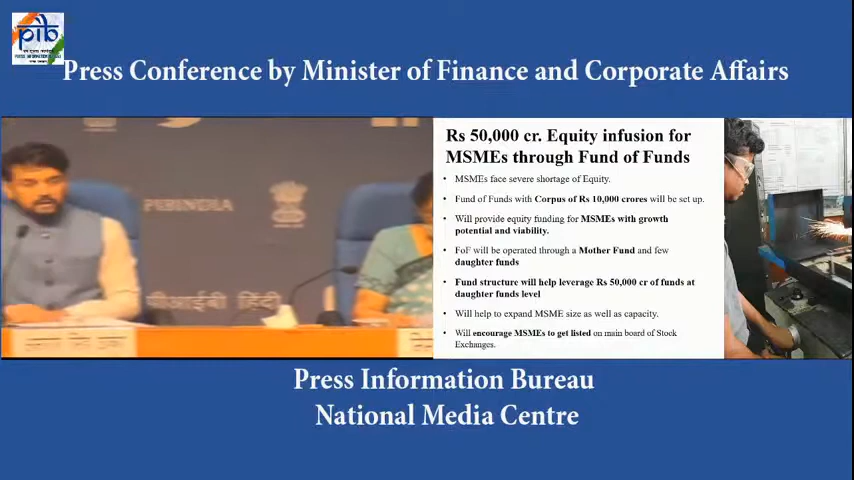 pib
PRESS INFORMATION BUREAU
Press Conference by Minister of Finance and Corporate Affairs
PIBINDIA
पीआईबी हिंदी
Rs 50,000 cr. Equity infusion for
MSMEs through Fund of Funds
• MSMEs face severe shortage of Equity.
• Fund of Funds with Corpus of Rs 10,000 crores will be set up.
• Will provide equity funding for MSMEs with growth
potential and viability.
• FoF will be operated through a Mother Fund and few
daughter funds
• Fund structure will help leverage Rs 50,000 cr of funds at
daughter funds level
• Will help to expand MSME size as well as capacity.
• Will encourage MSMEs to get listed on main board of Stock
Exchanges.
Press Information Bureau
National Media Centre